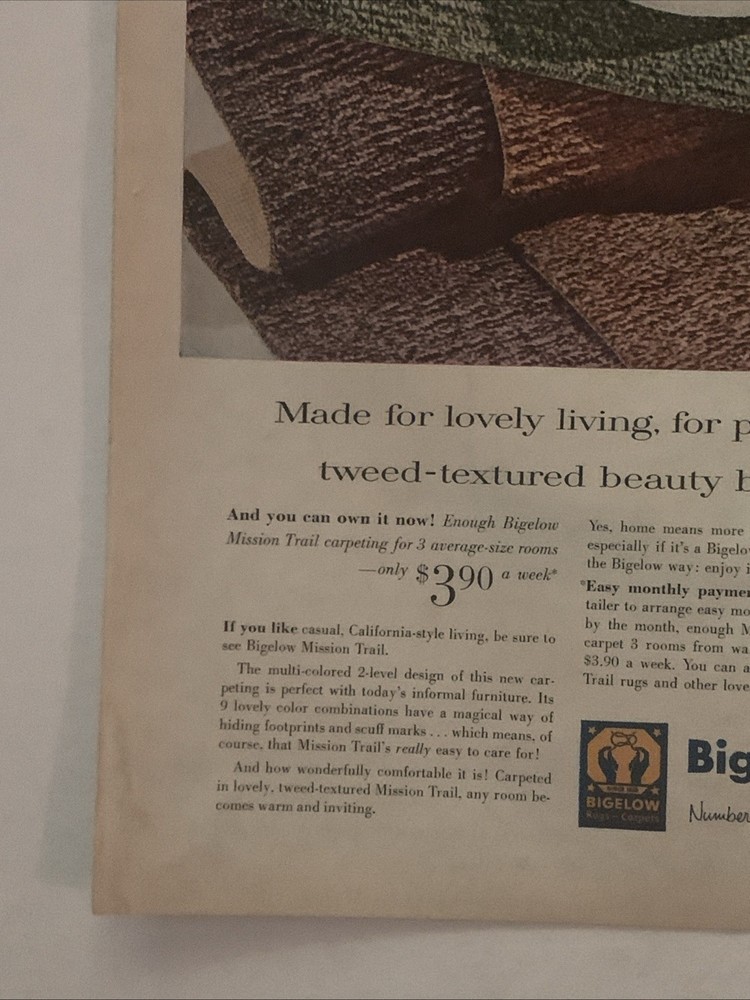 Made for lovely living, for p
tweed-textured beauty b
And you can own it now! Enough Bigelow
Mission Trail carpeting for 3 average-size rooms
—only $3.90 a week*
If you like casual, California-style living, be sure to
see Bigelow Mission Trail.
The multi-colored 2-level design of this new car-
peting is perfect with today's informal furniture. Its
9 lovely color combinations have a magical way of
hiding footprints and scuff marks . . . which means, of
course, that Mission Trail's really easy to care for!
And how wonderfully comfortable it is! Carpeted
in lovely, tweed-textured Mission Trail, any room be-
comes warm and inviting.
Yes, home means more
especially if it's a Bigelo
the Bigelow way: enjoy i
*Easy monthly paymen
tailer to arrange easy mo
by the month, enough M
carpet 3 rooms from wa
$3.90 a week. You can a
Trail rugs and other love
BIGELOW
Rugs – Carpets
Big
Number